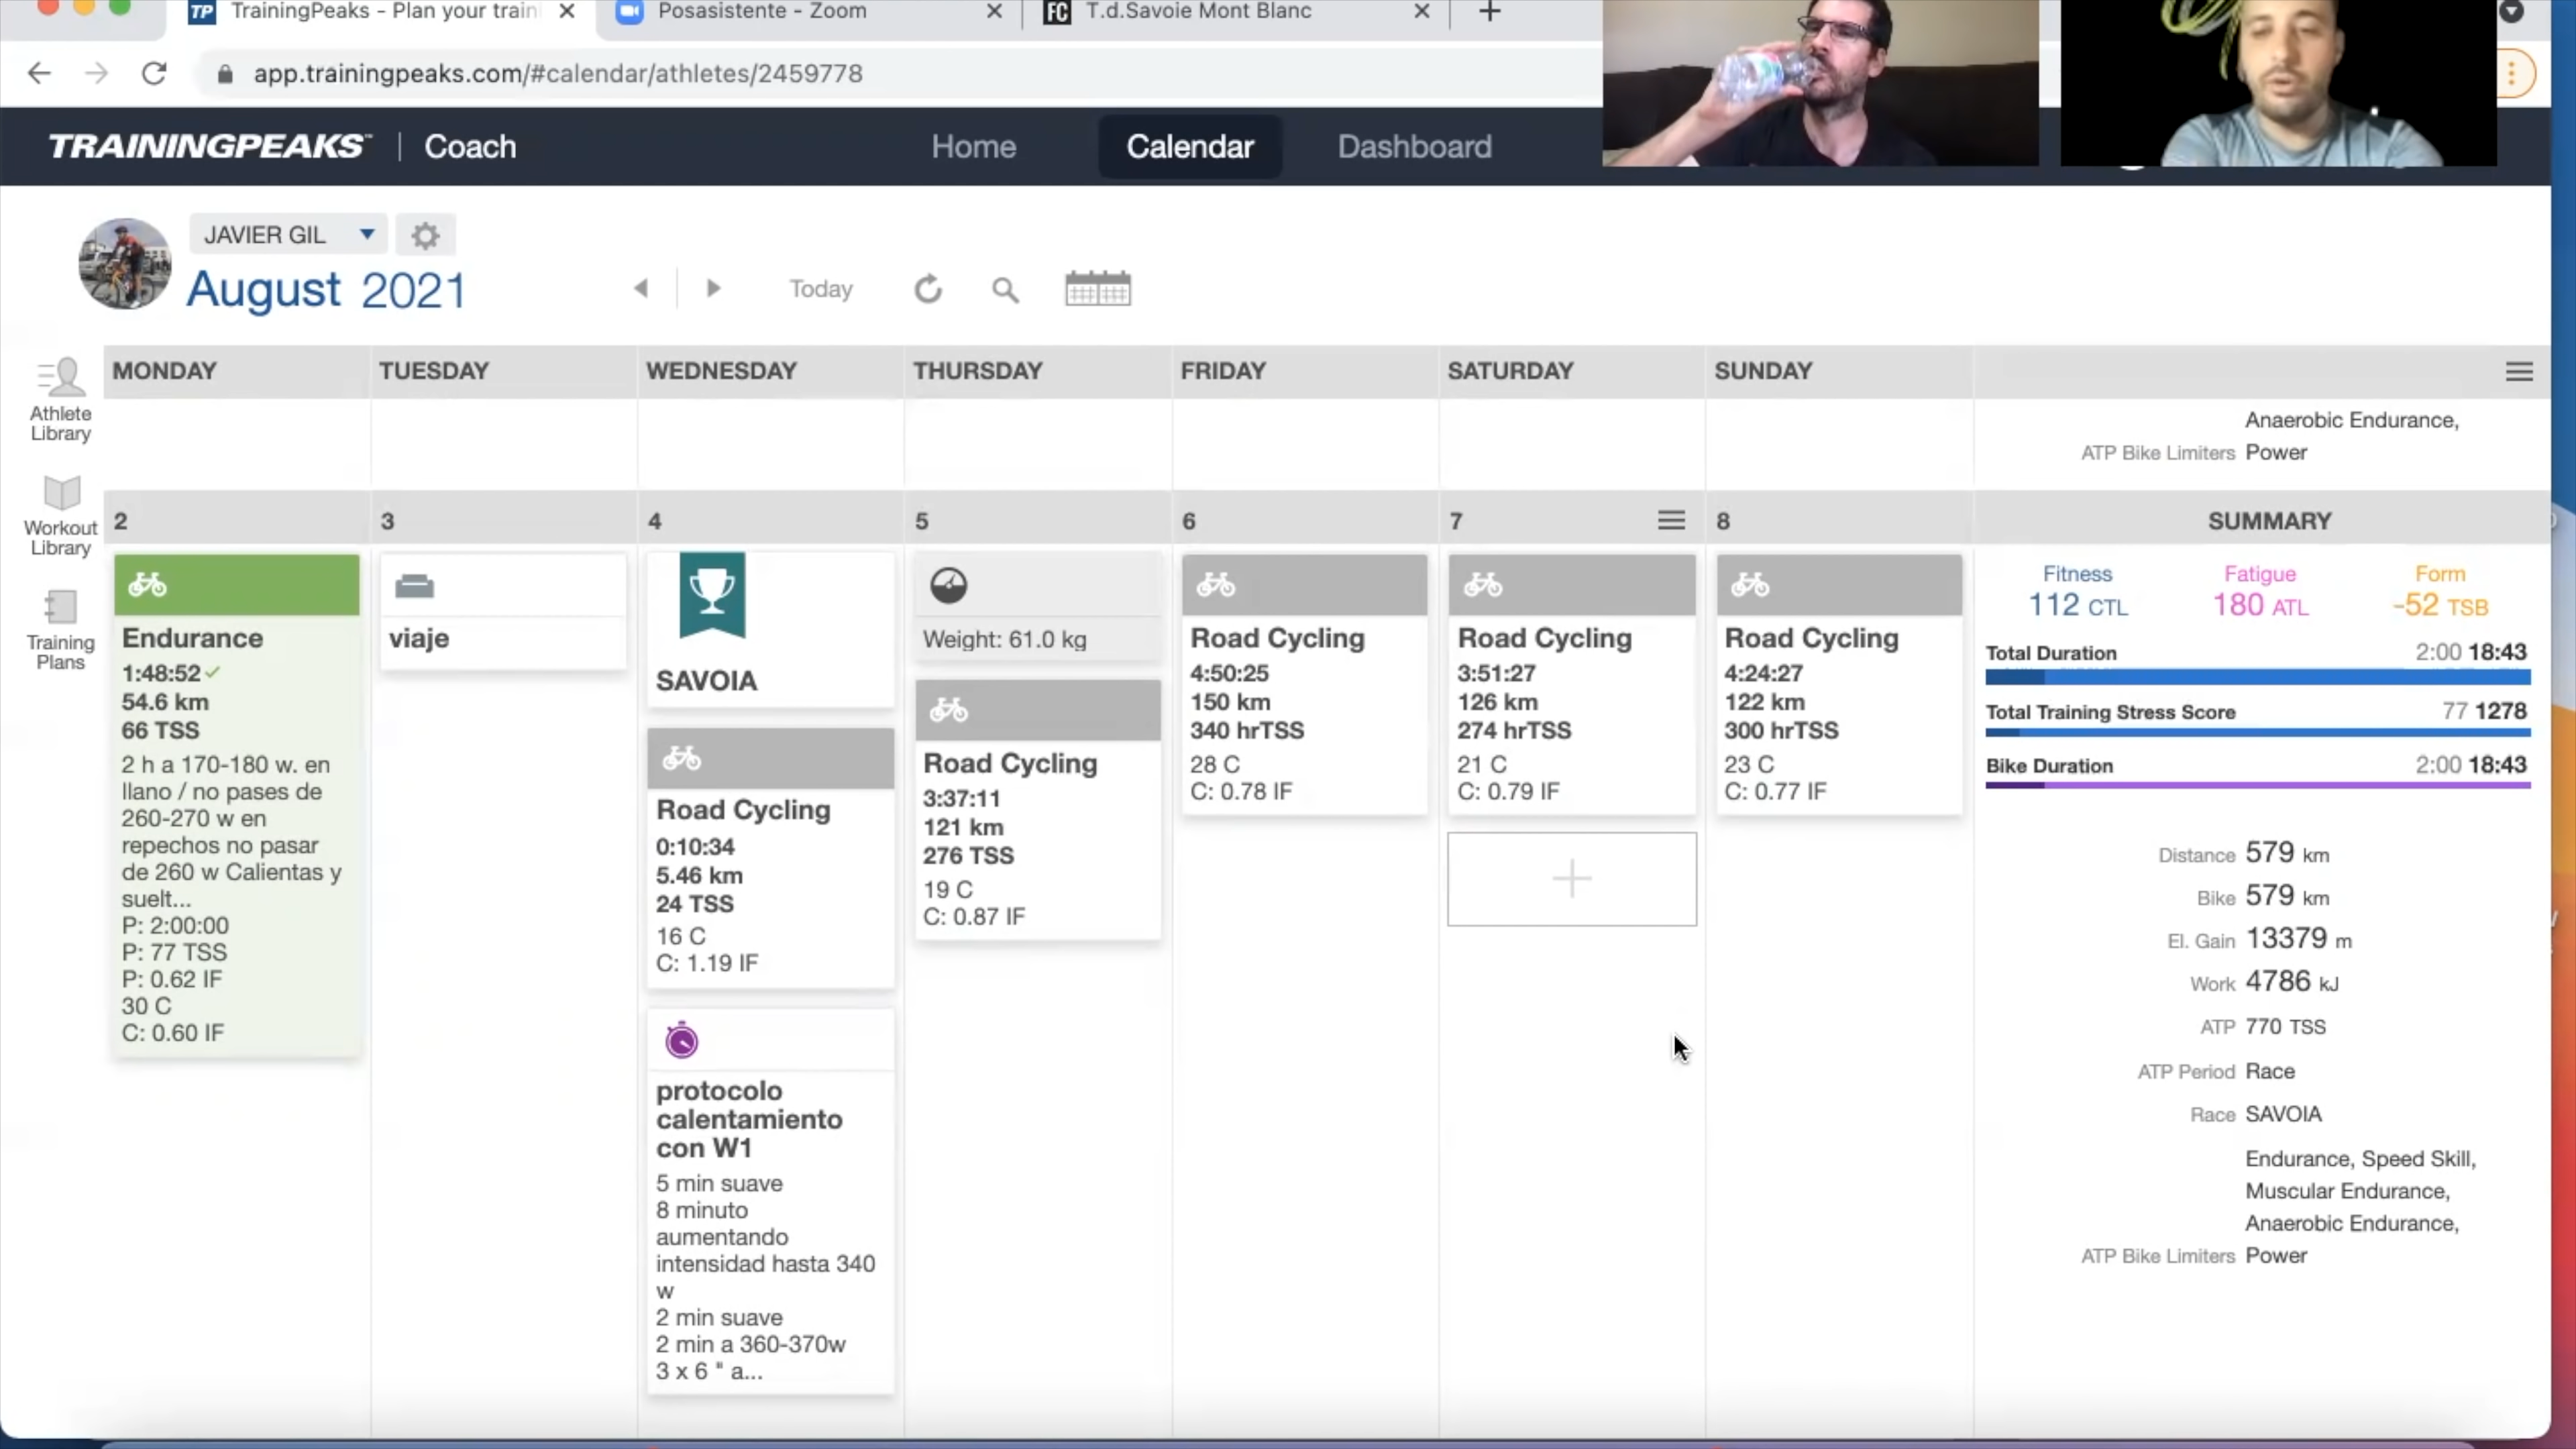 TP TrainingPeaks - Plan your train
Posasistente - Zoom
FC T.d.Savoie Mont Blanc
app.trainingpeaks.com/#calendar/athletes/2459778
TRAININGPEAKS™ | Coach
Home
Calendar
Dashboard
JAVIER GIL
August 2021
Today
Athlete
Library
Workout
Library
Training
Plans
MONDAY
TUESDAY
WEDNESDAY
THURSDAY
FRIDAY
SATURDAY
SUNDAY
Anaerobic Endurance,
ATP Bike Limiters Power
2
3
4
5
6
7
8
SUMMARY
Endurance
1:48:52
54.6 km
66 TSS
2 h a 170-180 w. en
llano / no pases de
260-270 w en
repechos no pasar
de 260 w Calientas y
suelt...
P: 2:00:00
P: 77 TSS
P: 0.62 IF
30 C
C: 0.60 IF
viaje
SAVOIA
Road Cycling
0:10:34
5.46 km
24 TSS
16 C
C: 1.19 IF
protocolo
calentamiento
con W1
5 min suave
8 minuto
aumentando
intensidad hasta 340
w
2 min suave
2 min a 360-370w
3 x 6 " a...
Weight: 61.0 kg
Road Cycling
3:37:11
121 km
276 TSS
19 C
C: 0.87 IF
Road Cycling
4:50:25
150 km
340 hrTSS
28 C
C: 0.78 IF
Road Cycling
3:51:27
126 km
274 hrTSS
21 C
C: 0.79 IF
Road Cycling
4:24:27
122 km
300 hrTSS
23 C
C: 0.77 IF
Fitness
112 CTL
Fatigue
180 ATL
Form
-52 TSB
Total Duration 2:00 18:43
Total Training Stress Score 77 1278
Bike Duration 2:00 18:43
Distance 579 km
Bike 579 km
El. Gain 13379 m
Work 4786 kJ
ATP 770 TSS
ATP Period Race
Race SAVOIA
Endurance, Speed Skill,
Muscular Endurance,
Anaerobic Endurance,
ATP Bike Limiters Power